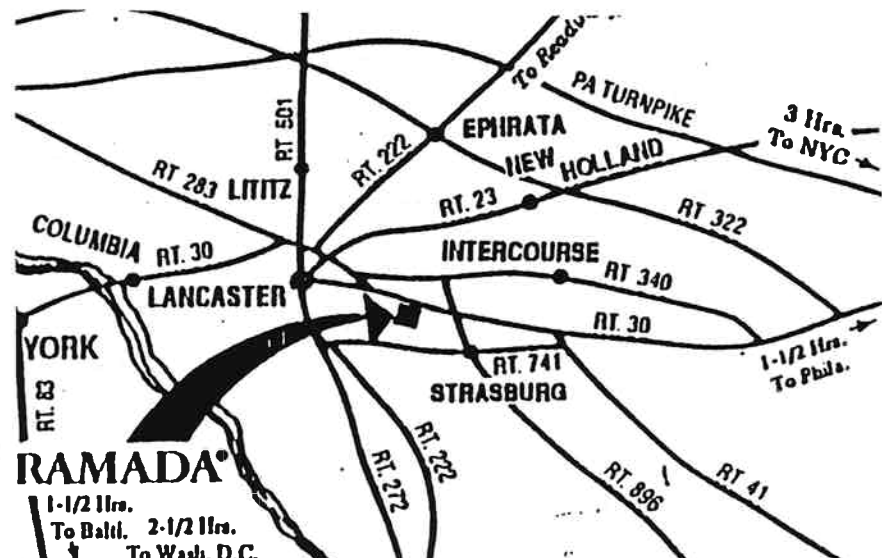 To Readi
PA TURNPIKE
3 Hrs.
To NYC
RT 501
EPHRATA
RT. 222
NEW HOLLAND
RT 283
LITITZ
RT. 23
RT 322
COLUMBIA
RT. 30
INTERCOURSE
LANCASTER
RT 340
RT. 30
YORK
RT. 741
1-1/2 Hrs.
To Phila.
STRASBURG
RT. 83
RAMADA®
RT. 272
RT. 222
RT. 896
RT 41
1-1/2 Hrs.
To Balti.
2-1/2 Hrs.
To Wash. D.C.